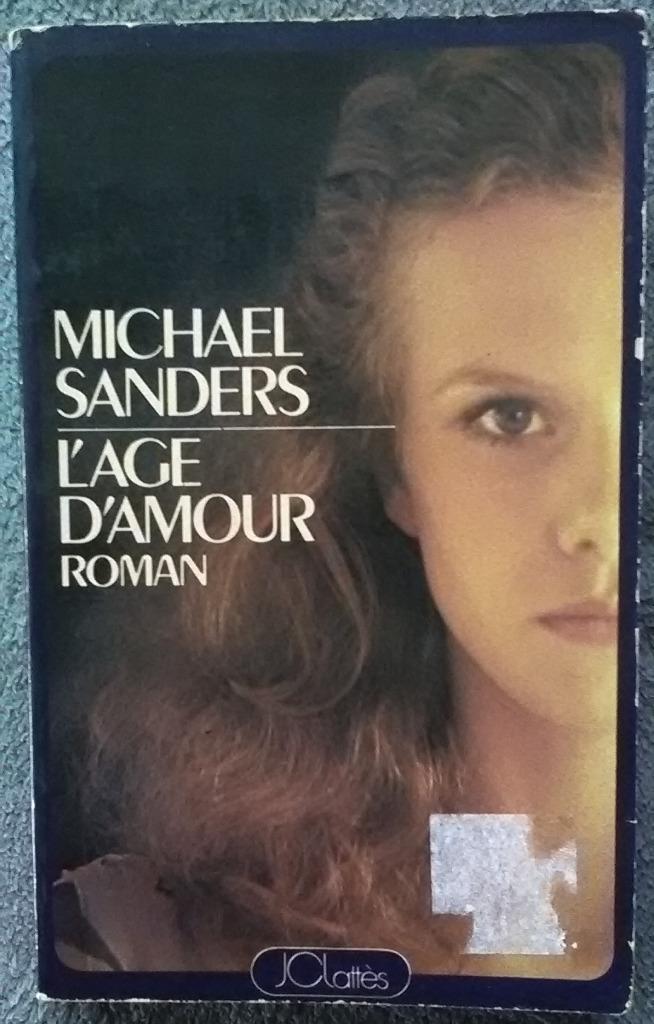 MICHAEL
SANDERS
L'AGE
D'AMOUR
ROMAN
JCLattès